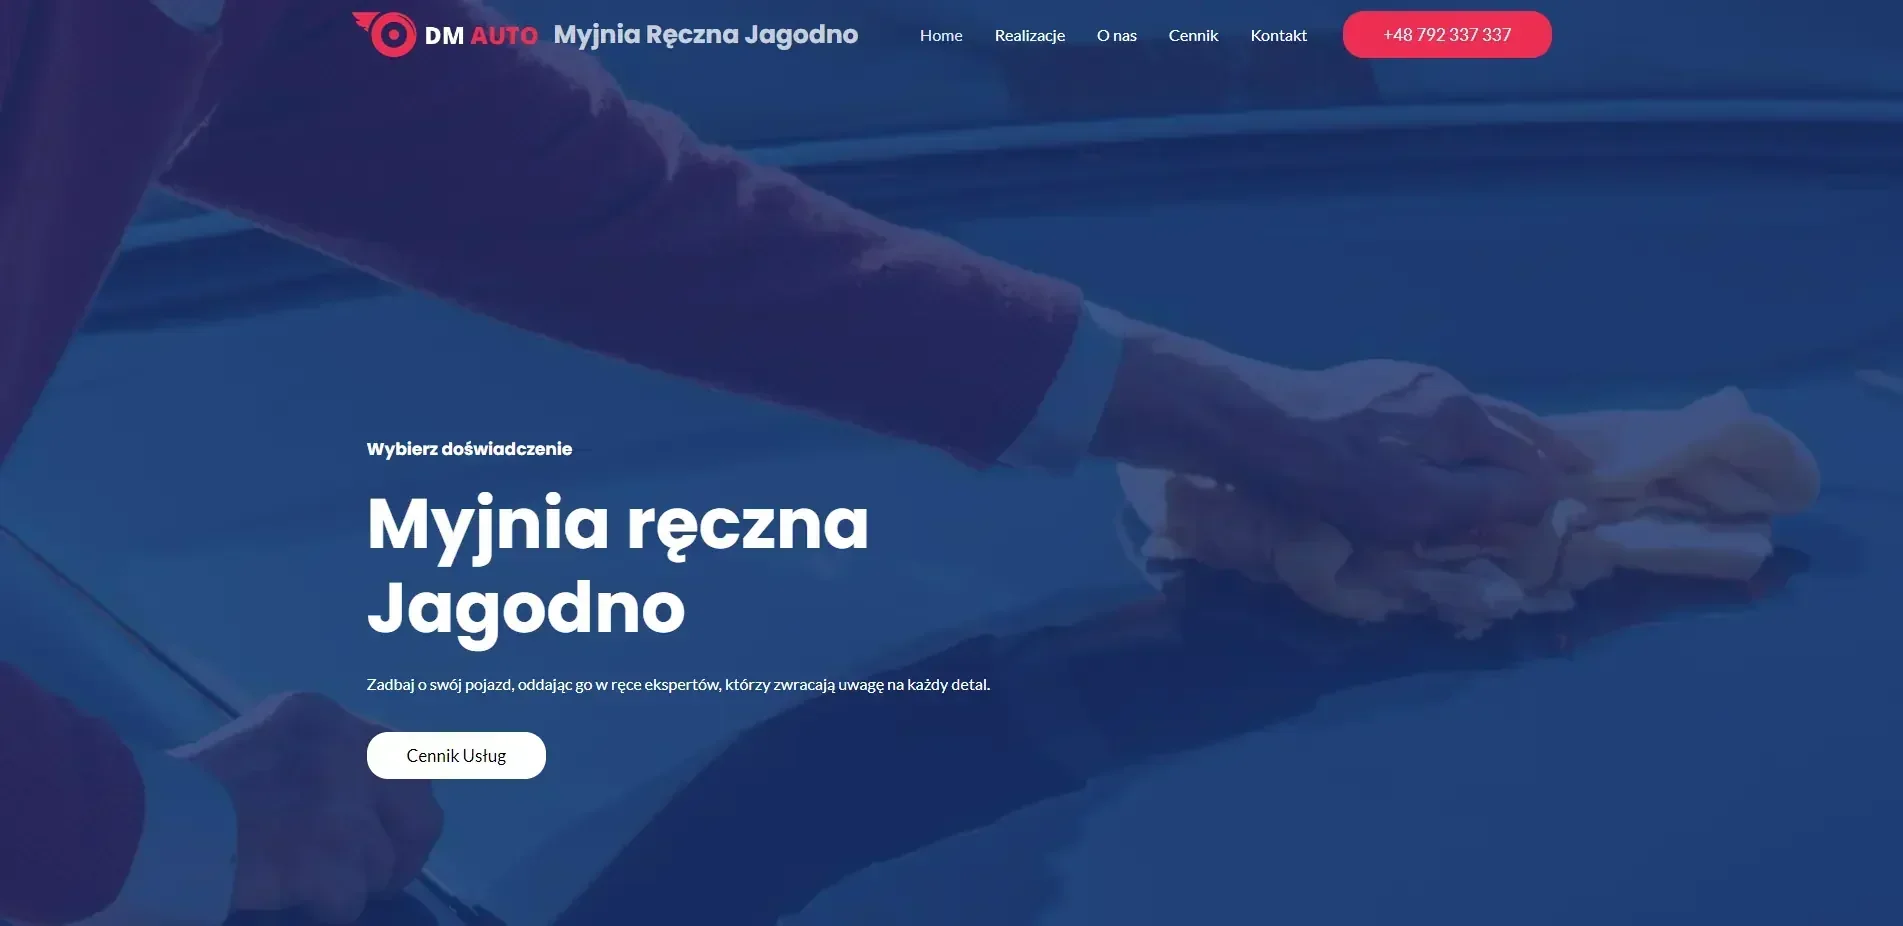 DM AUTO Myjnia Ręczna Jagodno Home Realizacje O nas Cennik Kontakt +48 792 337 337
Wybierz doświadczenie
Myjnia ręczna
Jagodno
Zadbaj o swój pojazd, oddając go w ręce ekspertów, którzy zwracają uwagę na każdy detal.
Cennik Usług